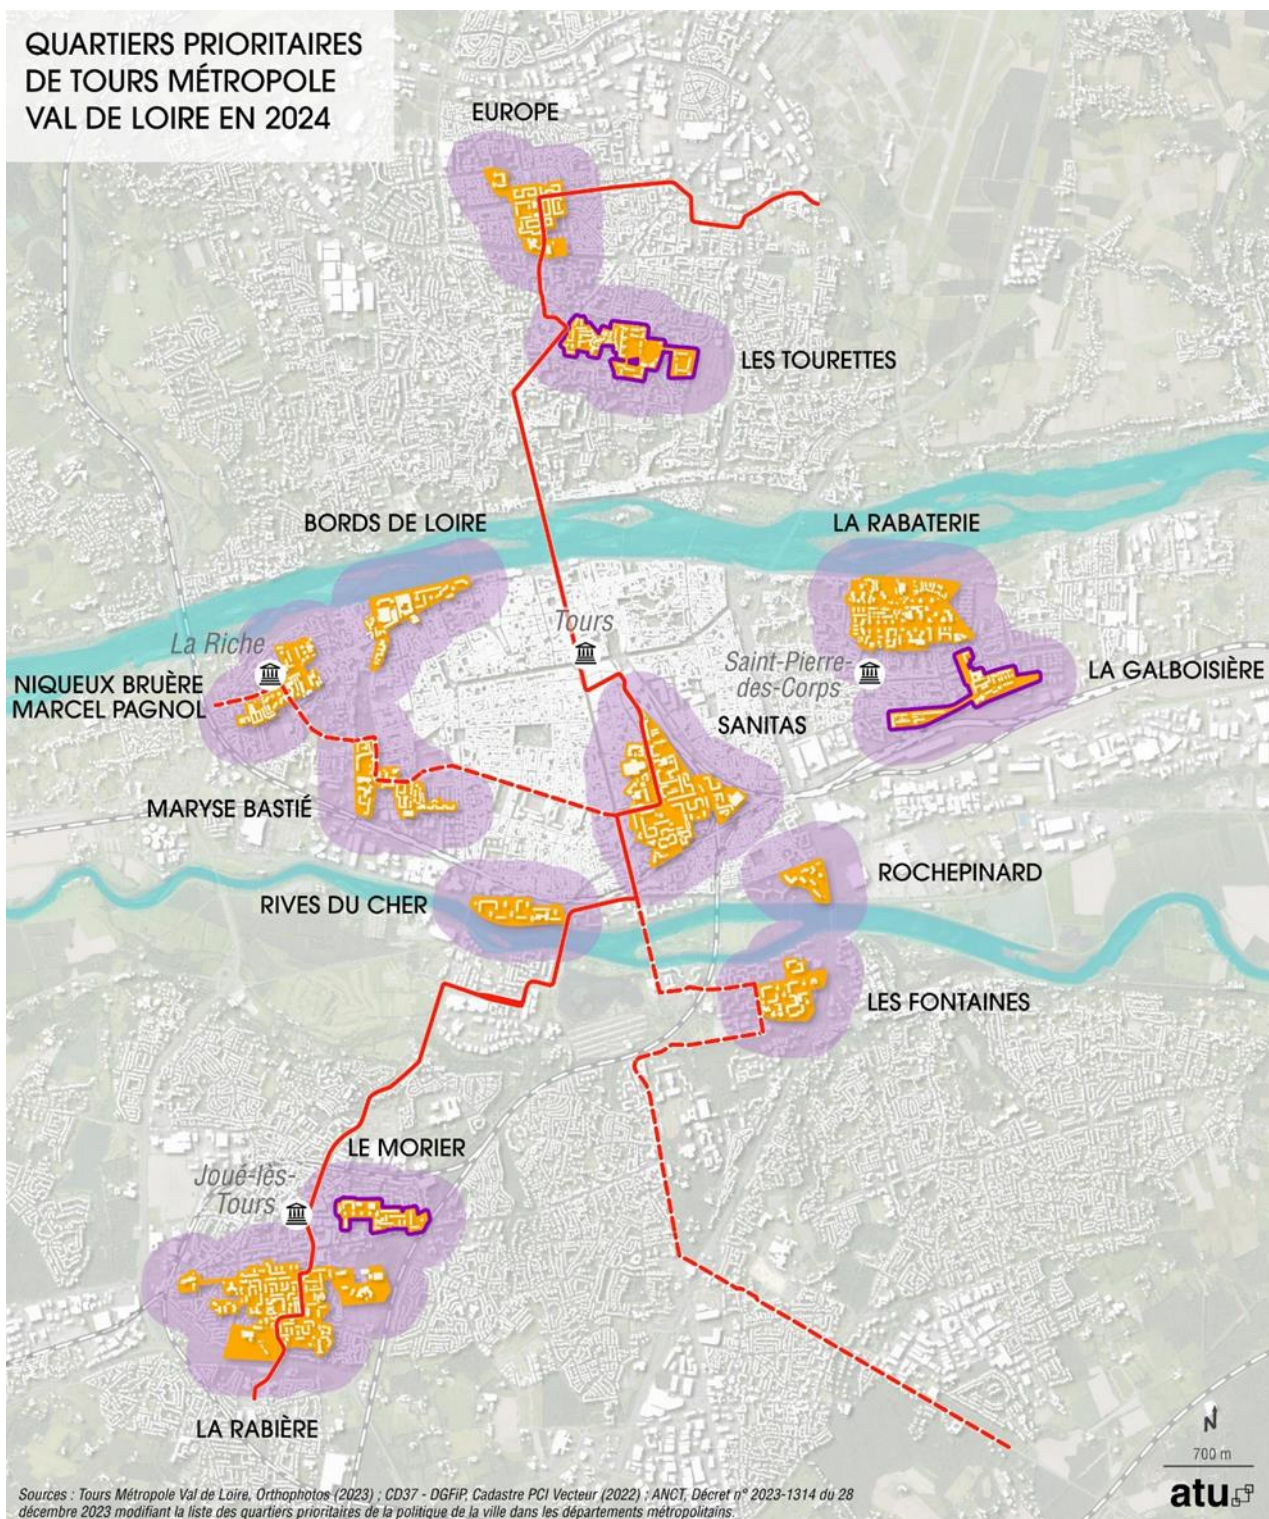 QUARTIERS PRIORITAIRES
DE TOURS MÉTROPOLE
VAL DE LOIRE EN 2024
EUROPE
LES TOURETTES
BORDS DE LOIRE
LA RABATERIE
La Riche
Tours
Saint-Pierre-
des-Corps
LA GALBOISIÈRE
NIQUEUX BRUÈRE
MARCEL PAGNOL
SANITAS
MARYSE BASTIÉ
ROCHEPINARD
RIVES DU CHER
LES FONTAINES
LE MORIER
Joué-lès-
Tours
LA RABIÈRE
N
700 m
Sources : Tours Métropole Val de Loire, Orthophotos (2023) ; CD37 - DGFiP, Cadastre PCI Vecteur (2022) ; ANCT, Décret n° 2023-1314 du 28
décembre 2023 modifiant la liste des quartiers prioritaires de la politique de la ville dans les départements métropolitains.
atu